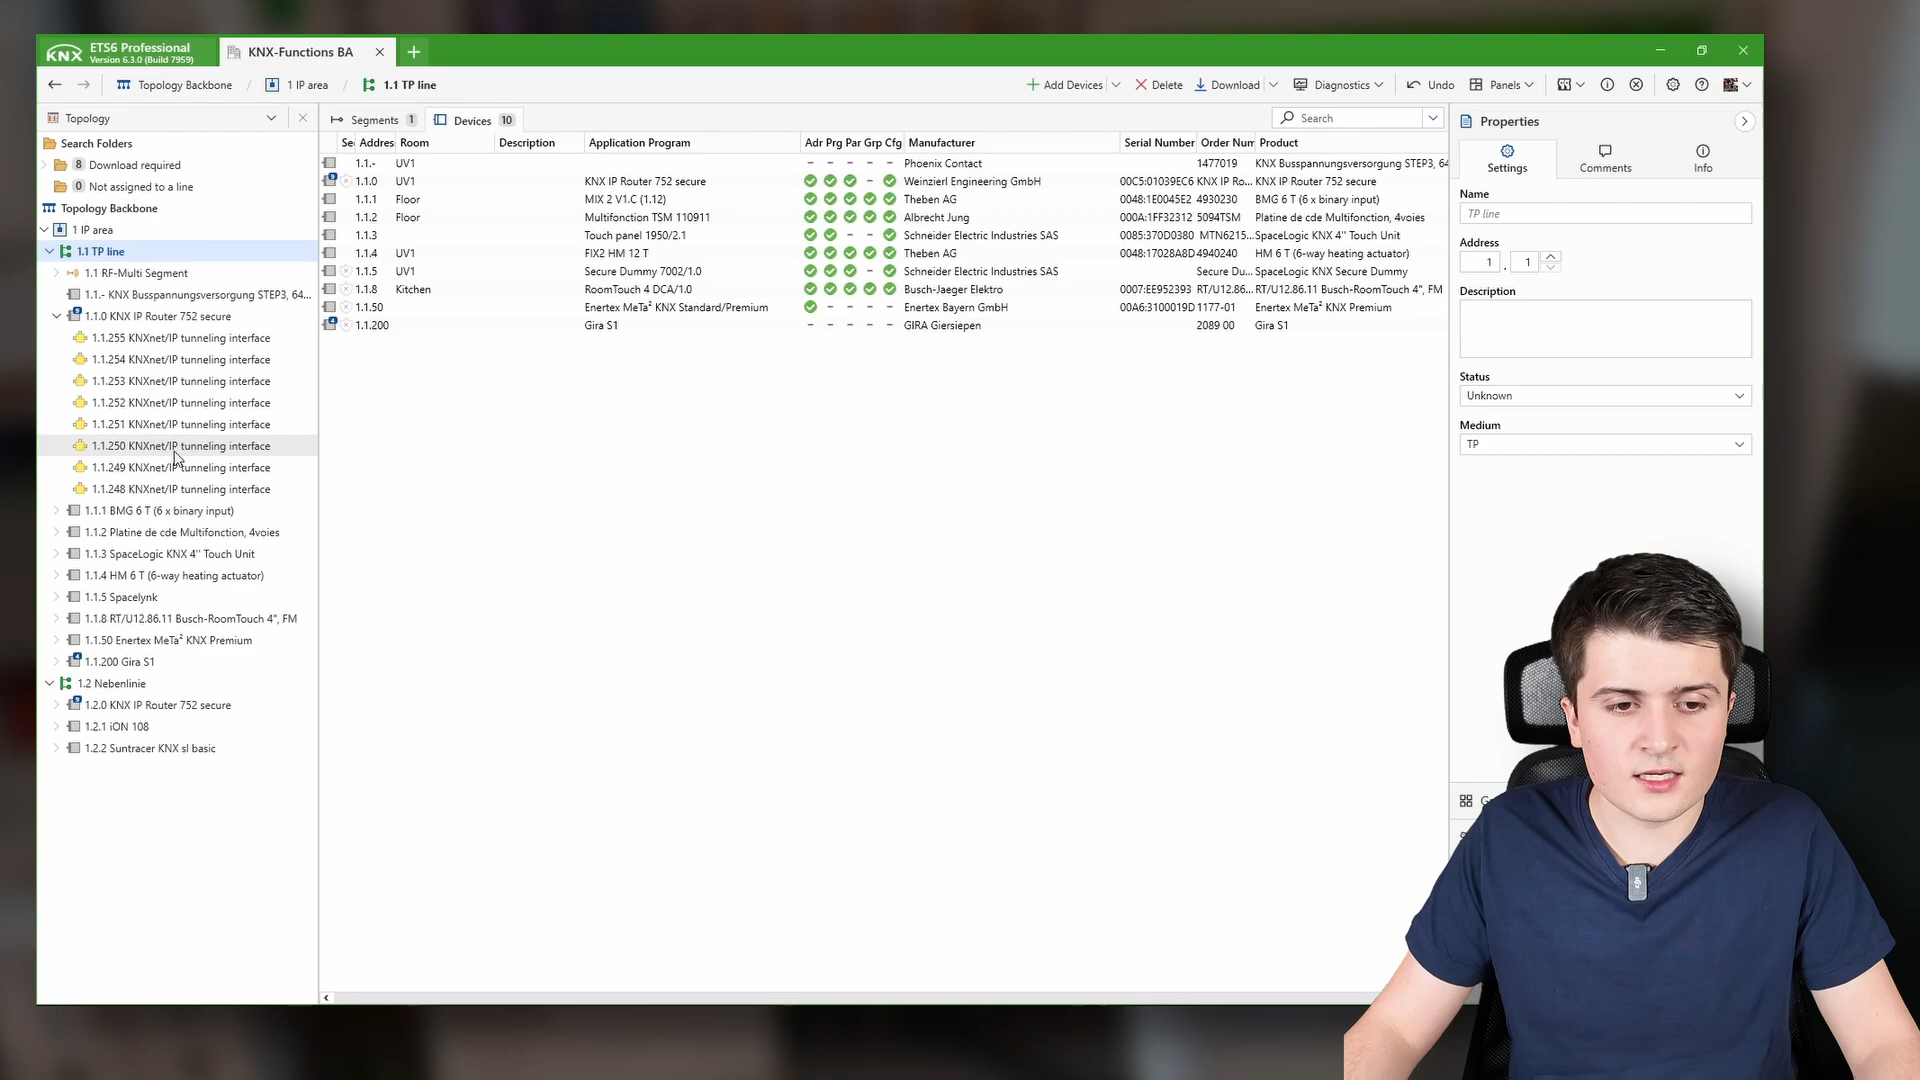 KNX ETS6 Professional
Version 6.3.0 (Build 7959)
KNX-Functions BA
Topology Backbone / 1 IP area / 1.1 TP line
Add Devices Delete Download Diagnostics Undo Panels
Topology
Search Folders
8 Download required
0 Not assigned to a line
Topology Backbone
1 IP area
1.1 TP line
1.1 RF-Multi Segment
1.1.- KNX Busspannungsversorgung STEP3, 64...
1.1.0 KNX IP Router 752 secure
1.1.255 KNXnet/IP tunneling interface
1.1.254 KNXnet/IP tunneling interface
1.1.253 KNXnet/IP tunneling interface
1.1.252 KNXnet/IP tunneling interface
1.1.251 KNXnet/IP tunneling interface
1.1.250 KNXnet/IP tunneling interface
1.1.249 KNXnet/IP tunneling interface
1.1.248 KNXnet/IP tunneling interface
1.1.1 BMG 6 T (6 x binary input)
1.1.2 Platine de cde Multifonction, 4voies
1.1.3 SpaceLogic KNX 4'' Touch Unit
1.1.4 HM 6 T (6-way heating actuator)
1.1.5 Spacelynk
1.1.8 RT/U12.86.11 Busch-RoomTouch 4", FM
1.1.50 Enertex MeTa² KNX Premium
1.1.200 Gira S1
1.2 Nebenlinie
1.2.0 KNX IP Router 752 secure
1.2.1 iON 108
1.2.2 Suntracer KNX sl basic
Segments 1 Devices 10
Search
Se Addres Room Description Application Program Adr Prg Par Grp Cfg Manufacturer Serial Number Order Num Product
1.1.- UV1 - - - - - Phoenix Contact 1477019 KNX Busspannungsversorgung STEP3, 64
1.1.0 UV1 KNX IP Router 752 secure - Weinzierl Engineering GmbH 00C5:01039EC6 KNX IP Ro... KNX IP Router 752 secure
1.1.1 Floor MIX 2 V1.C (1.12) Theben AG 0048:1E0045E2 4930230 BMG 6 T (6 x binary input)
1.1.2 Floor Multifonction TSM 110911 Albrecht Jung 000A:1FF32312 5094TSM Platine de cde Multifonction, 4voies
1.1.3 Touch panel 1950/2.1 - - Schneider Electric Industries SAS 0085:370D0380 MTN6215... SpaceLogic KNX 4'' Touch Unit
1.1.4 UV1 FIX2 HM 12 T Theben AG 0048:17028A8D 4940240 HM 6 T (6-way heating actuator)
1.1.5 UV1 Secure Dummy 7002/1.0 - Schneider Electric Industries SAS Secure Du... SpaceLogic KNX Secure Dummy
1.1.8 Kitchen RoomTouch 4 DCA/1.0 Busch-Jaeger Elektro 0007:EE952393 RT/U12.86... RT/U12.86.11 Busch-RoomTouch 4", FM
1.1.50 Enertex MeTa² KNX Standard/Premium - - - - Enertex Bayern GmbH 00A6:3100019D 1177-01 Enertex MeTa² KNX Premium
1.1.200 Gira S1 - - - - - GIRA Giersiepen 2089 00 Gira S1
Properties
Settings Comments Info
Name
TP line
Address
1 . 1
Description
Status
Unknown
Medium
TP